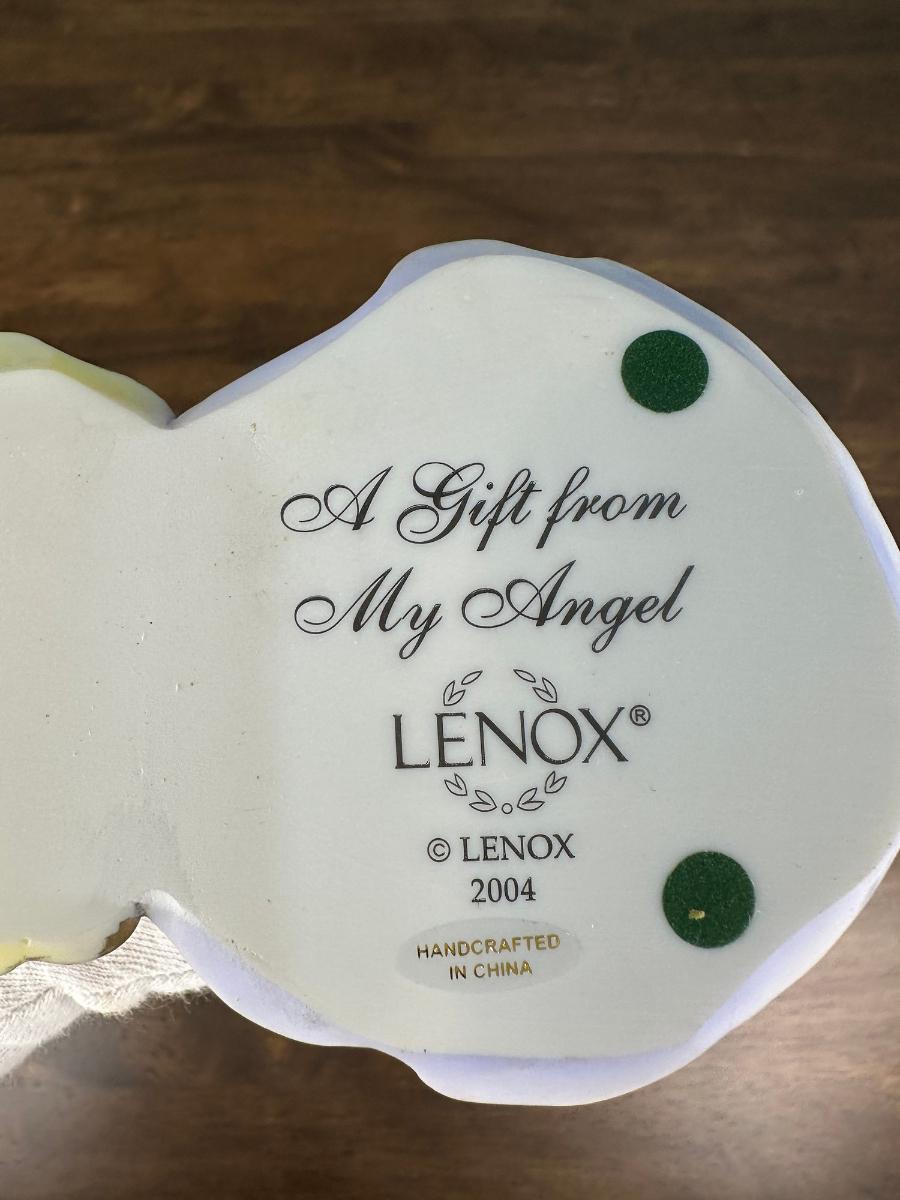 A Gift from
My Angel
LENOX®
© LENOX
2004
HANDCRAFTED
IN CHINA